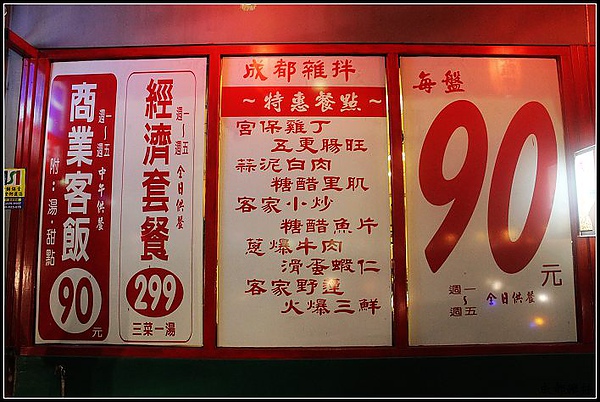 商業客飯
週一~週五 中午供餐
附：湯·甜點
90元
經濟套餐
週一~週五 全日供餐
299
三菜一湯
成都雜拌
~特惠餐點~
宮保雞丁
五更腸旺
蒜泥白肉
糖醋里肌
客家小炒
糖醋魚片
蔥爆牛肉
滑蛋蝦仁
客家野蓮
火爆三鮮
每盤
90元
週一~週五 全日供餐